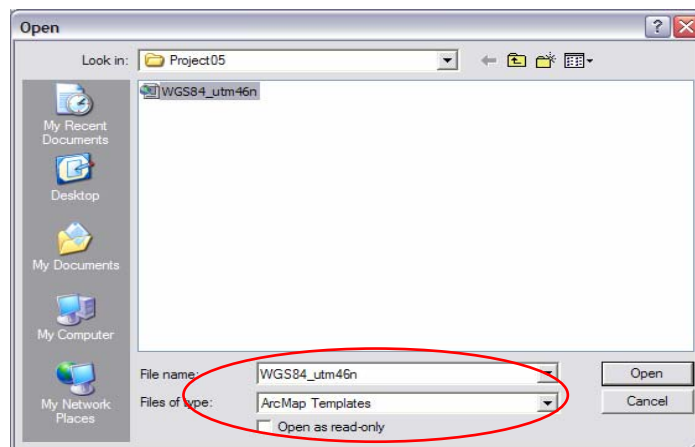 Open
Look in:
Project05
WGS84_utm46n
My Recent
Documents
Desktop
My Documents
My Computer
My Network
Places
File name:
WGS84_utm46n
Open
Files of type:
ArcMap Templates
Cancel
Open as read-only